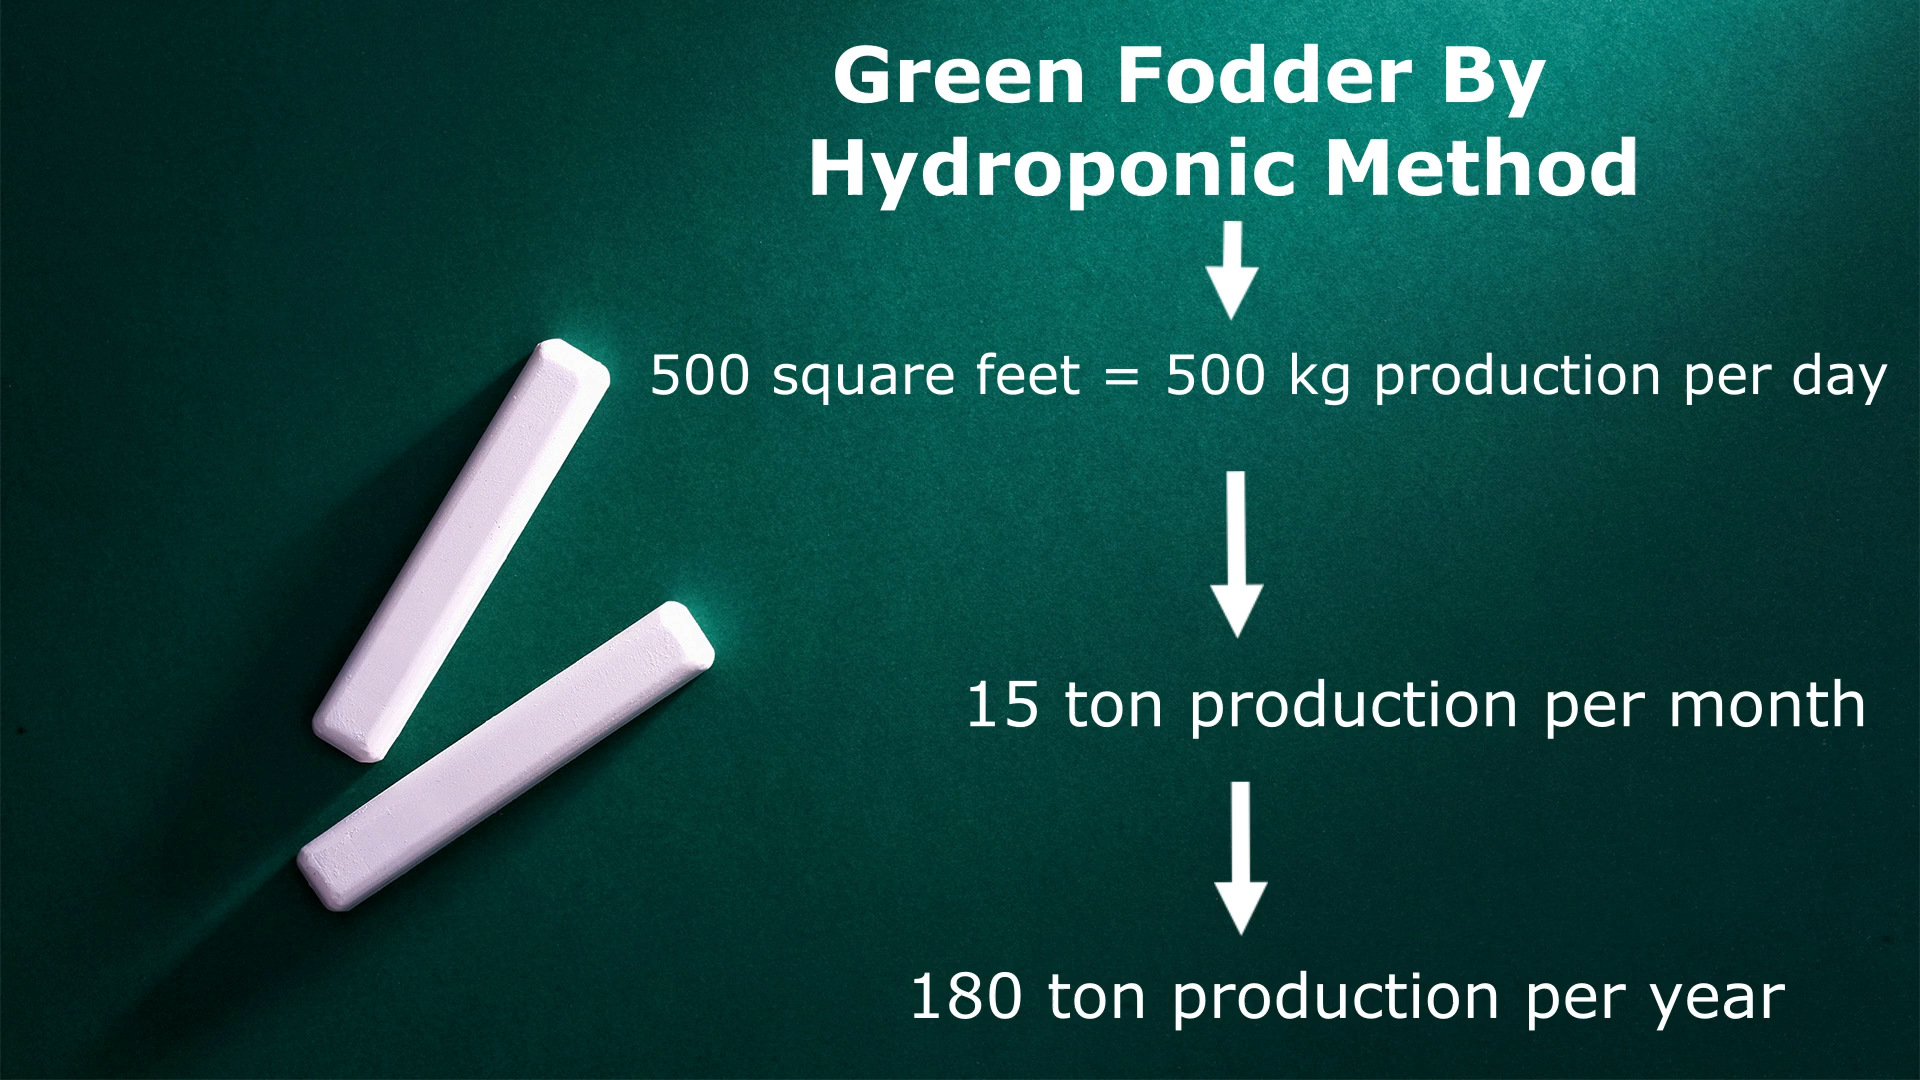 Green Fodder By
Hydroponic Method
500 square feet = 500 kg production per day
15 ton production per month
180 ton production per year